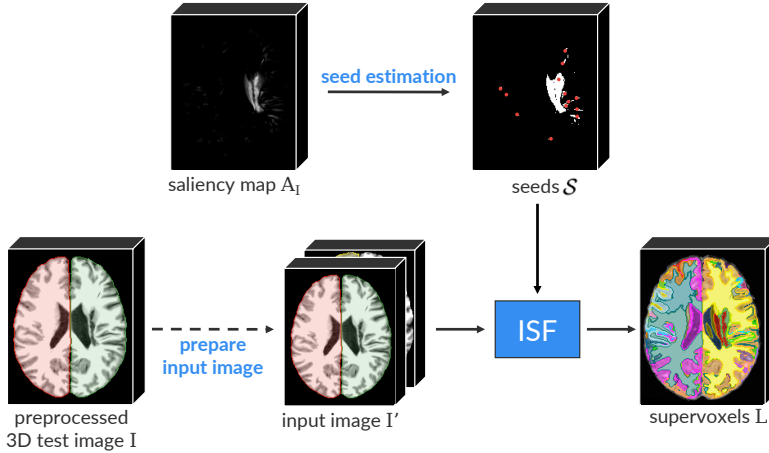 seed estimation
saliency map A_I
seeds S
ISF
prepare
input image
preprocessed
3D test image I
input image I'
supervoxels L